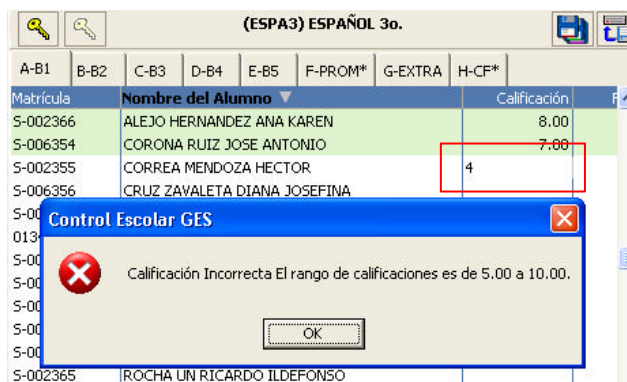 (ESPA3) ESPAÑOL 3o.
A-B1 B-B2 C-B3 D-B4 E-B5 F-PROM* G-EXTRA H-CF*
Matrícula Nombre del Alumno Calificación F
S-002366 ALEJO HERNANDEZ ANA KAREN 8.00
S-006354 CORONA RUIZ JOSE ANTONIO 7.00
S-002355 CORREA MENDOZA HECTOR 4
S-006356 CRUZ ZAVALETA DIANA JOSEFINA
Control Escolar GES
Calificación Incorrecta El rango de calificaciones es de 5.00 a 10.00.
OK
S-002365 ROCHA UN RICARDO ILDEFONSO